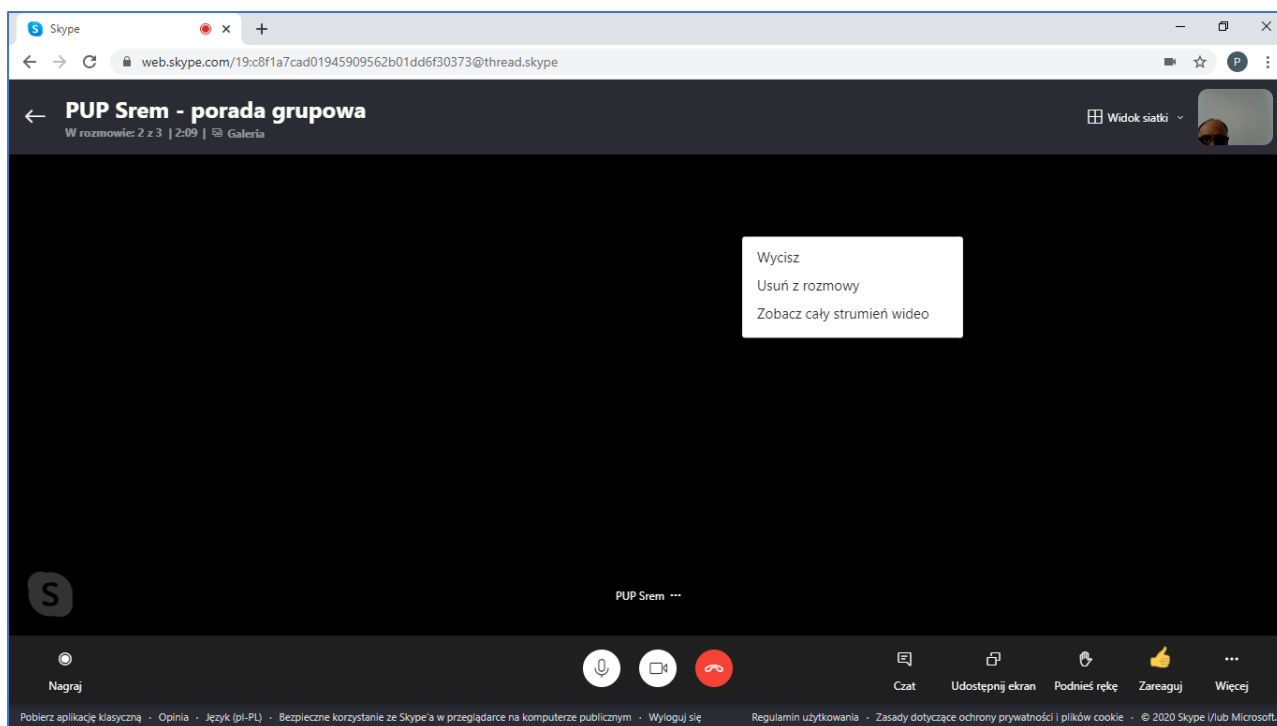 Skype
web.skype.com/19:c8f1a7cad01945909562b01dd6f30373@thread.skype
P
PUP Srem - porada grupowa
W rozmowie: 2 z 3 | 2:09 | Galeria
Widok siatki
Wycisz
Usuń z rozmowy
Zobacz cały strumień wideo
S
PUP Srem ···
Nagraj
Czat
Udostępnij ekran
Podnieś rękę
Zareaguj
Więcej
Pobierz aplikację klasyczną · Opinia · Język (pl-PL) · Bezpieczne korzystanie ze Skype'a w przeglądarce na komputerze publicznym · Wyloguj się Regulamin użytkowania · Zasady dotyczące ochrony prywatności i plików cookie · © 2020 Skype i/lub Microsoft.